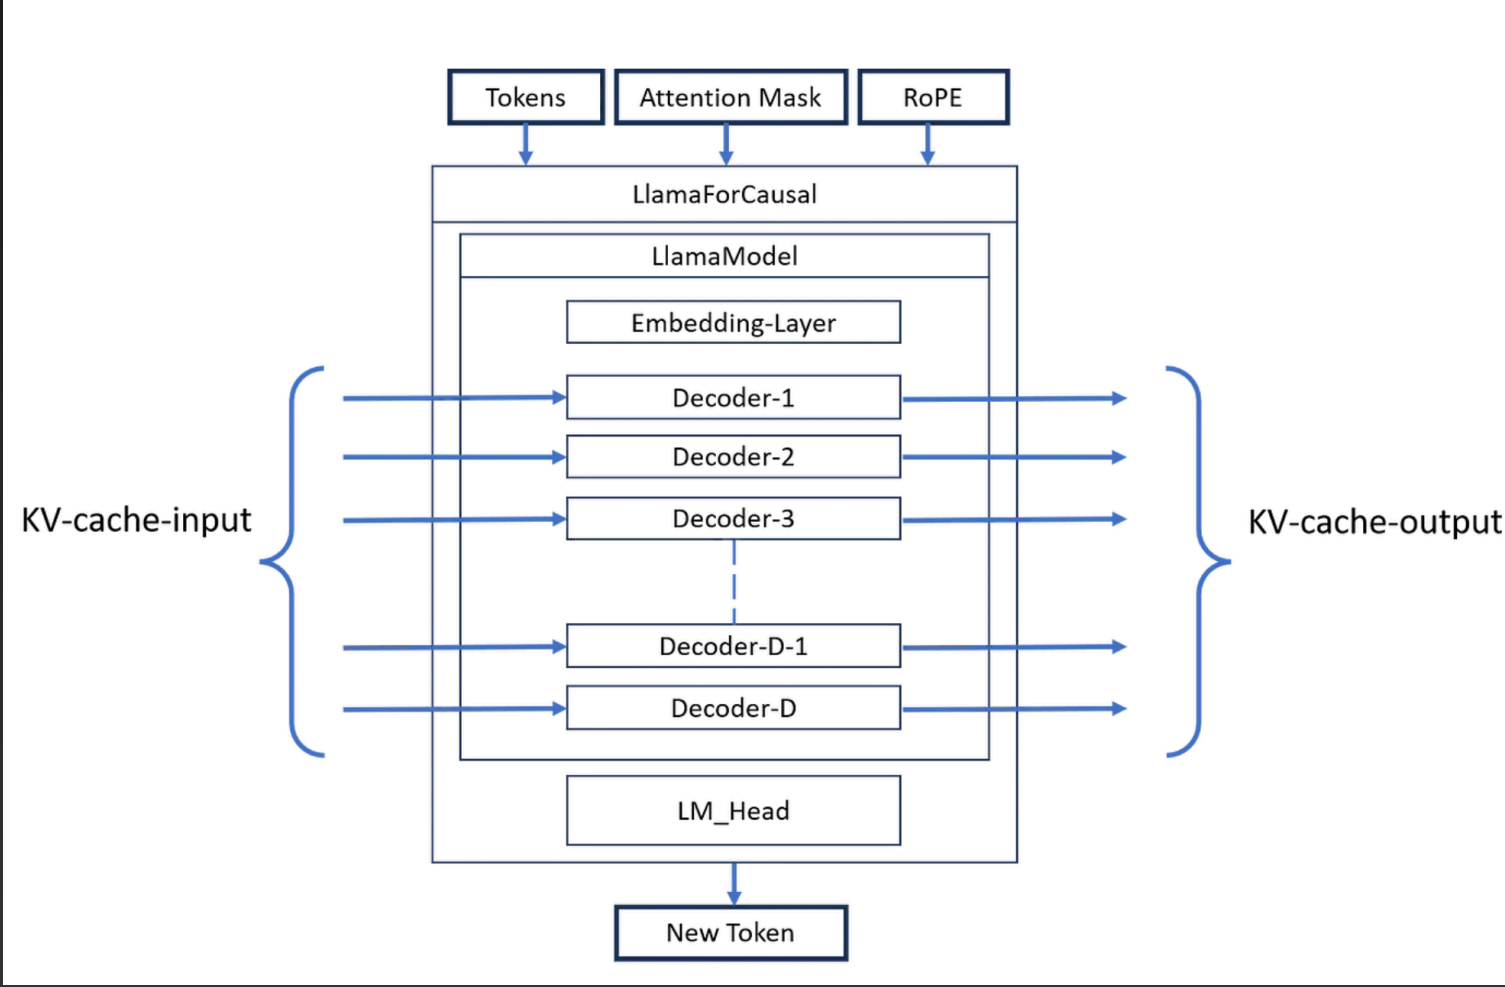 Tokens
Attention Mask
RoPE
LlamaForCausal
LlamaModel
Embedding-Layer
Decoder-1
Decoder-2
Decoder-3
KV-cache-input
KV-cache-output
Decoder-D-1
Decoder-D
LM_Head
New Token